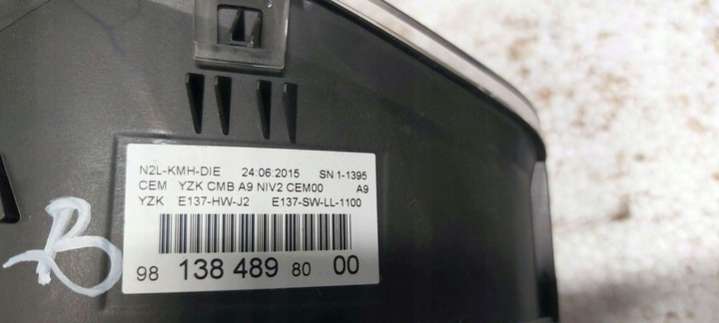 N2L-KMH-DIE 24.06.2015 SN 1-1395
CEM YZK CMB A9 NIV2 CEM00 A9
YZK E137-HW-J2 E137-SW-LL-1100
98 138 489 80 00
B